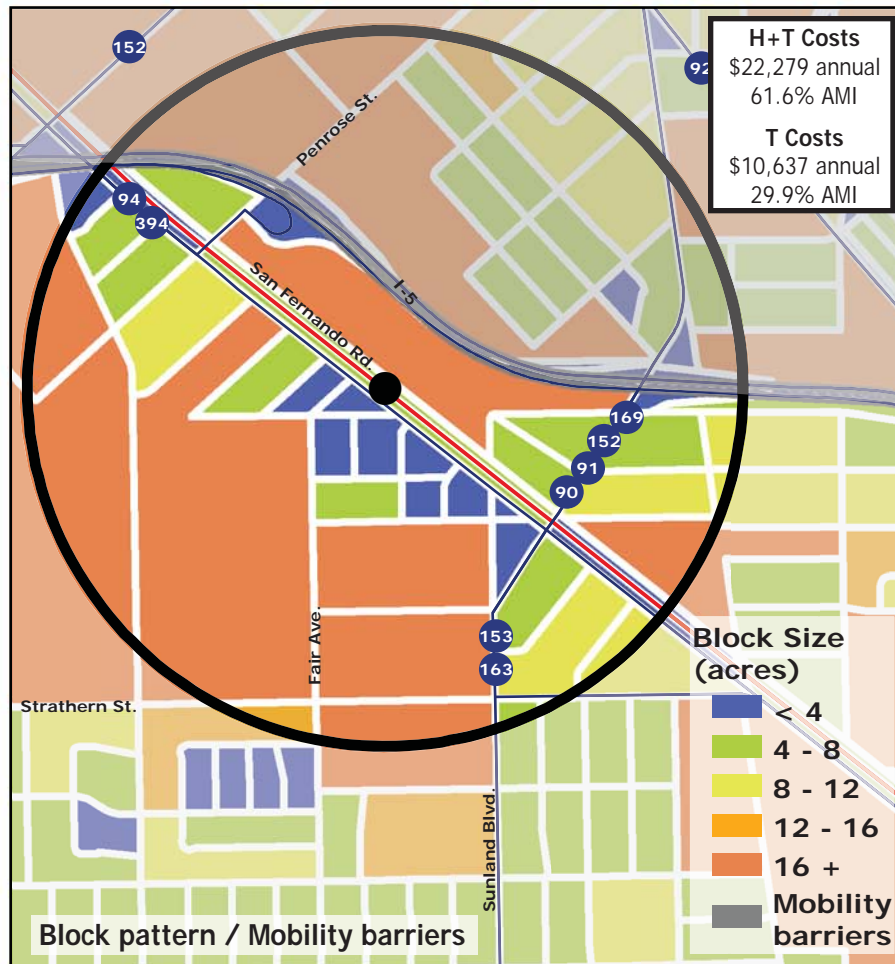 152
92
H+T Costs
$22,279 annual
61.6% AMI
T Costs
$10,637 annual
29.9% AMI
Penrose St.
94
394
San Fernando Rd.
I-5
169
152
91
90
153
163
Fair Ave.
Strathern St.
Sunland Blvd.
Block Size
(acres)
< 4
4 - 8
8 - 12
12 - 16
16 +
Mobility
barriers
Block pattern / Mobility barriers